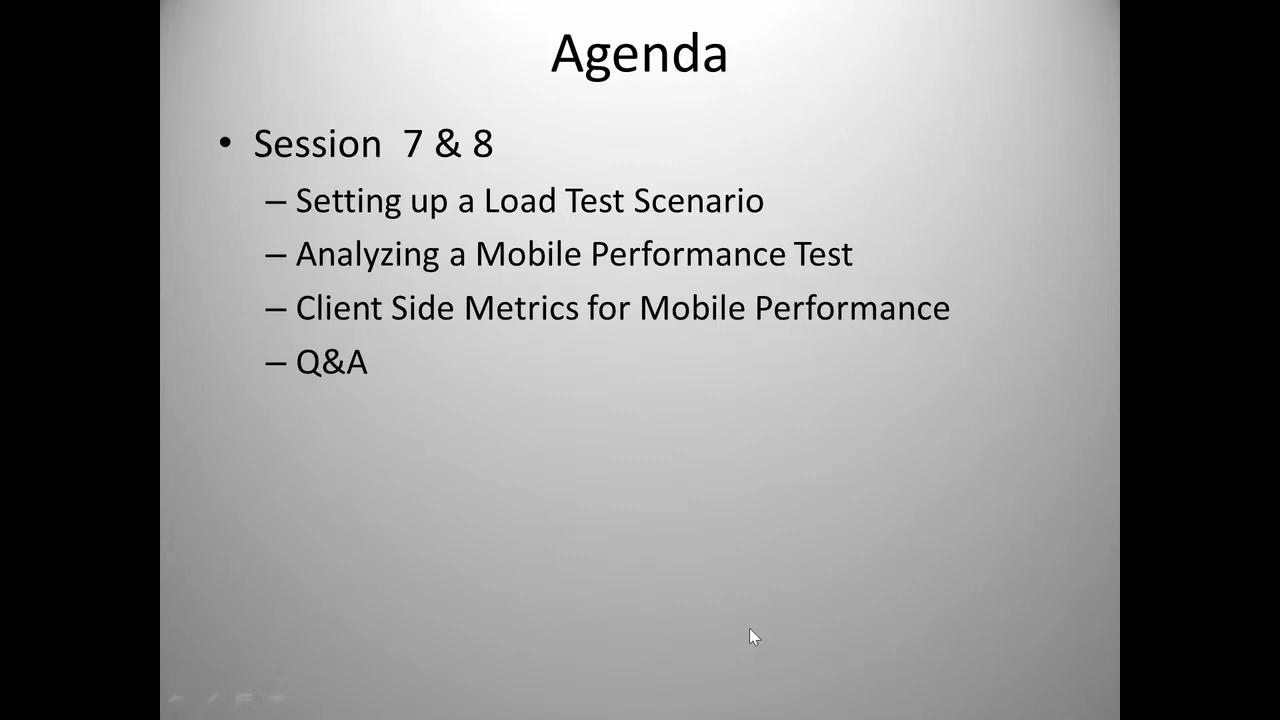 Agenda
• Session 7 & 8
– Setting up a Load Test Scenario
– Analyzing a Mobile Performance Test
– Client Side Metrics for Mobile Performance
– Q&A